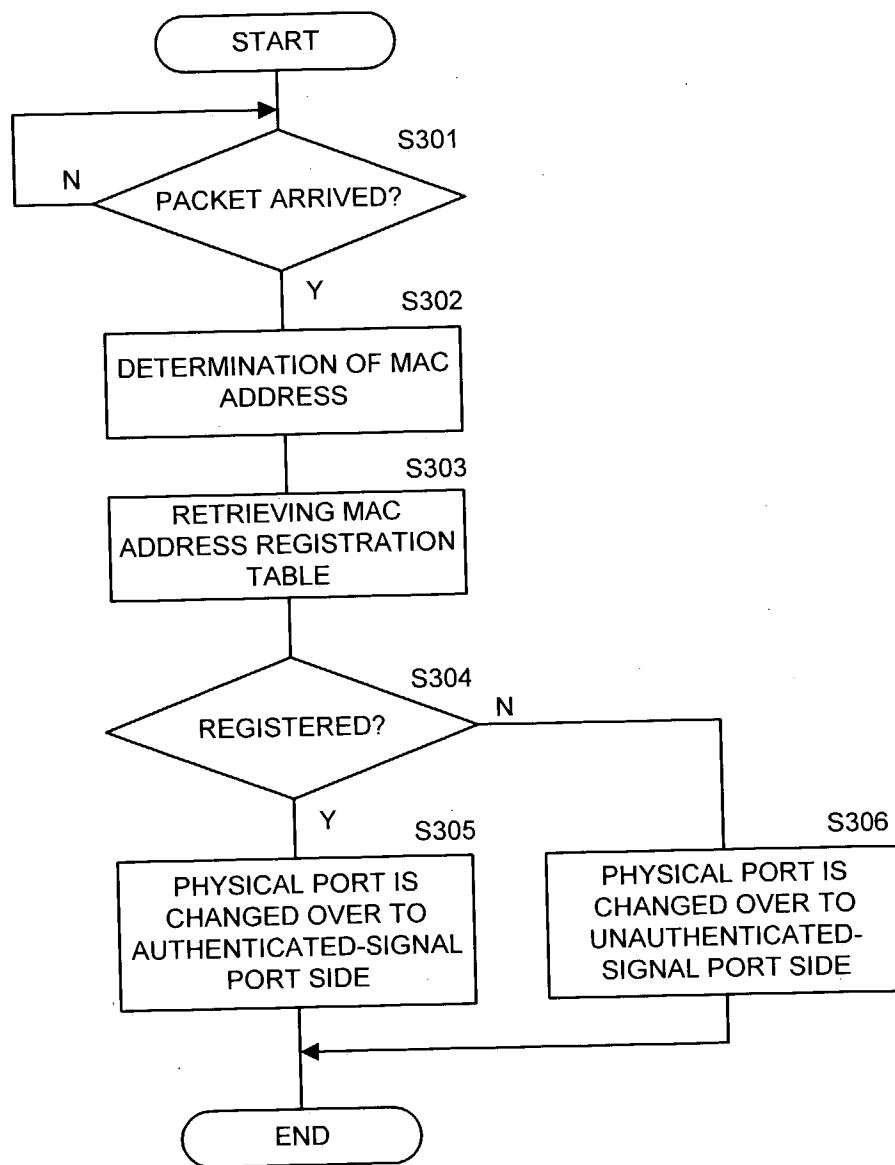 START
S301
N
PACKET ARRIVED?
Y
S302
DETERMINATION OF MAC
ADDRESS
S303
RETRIEVING MAC
ADDRESS REGISTRATION
TABLE
S304
N
REGISTERED?
Y
S305
PHYSICAL PORT IS
CHANGED OVER TO
AUTHENTICATED-SIGNAL
PORT SIDE
S306
PHYSICAL PORT IS
CHANGED OVER TO
UNAUTHENTICATED-
SIGNAL PORT SIDE
END